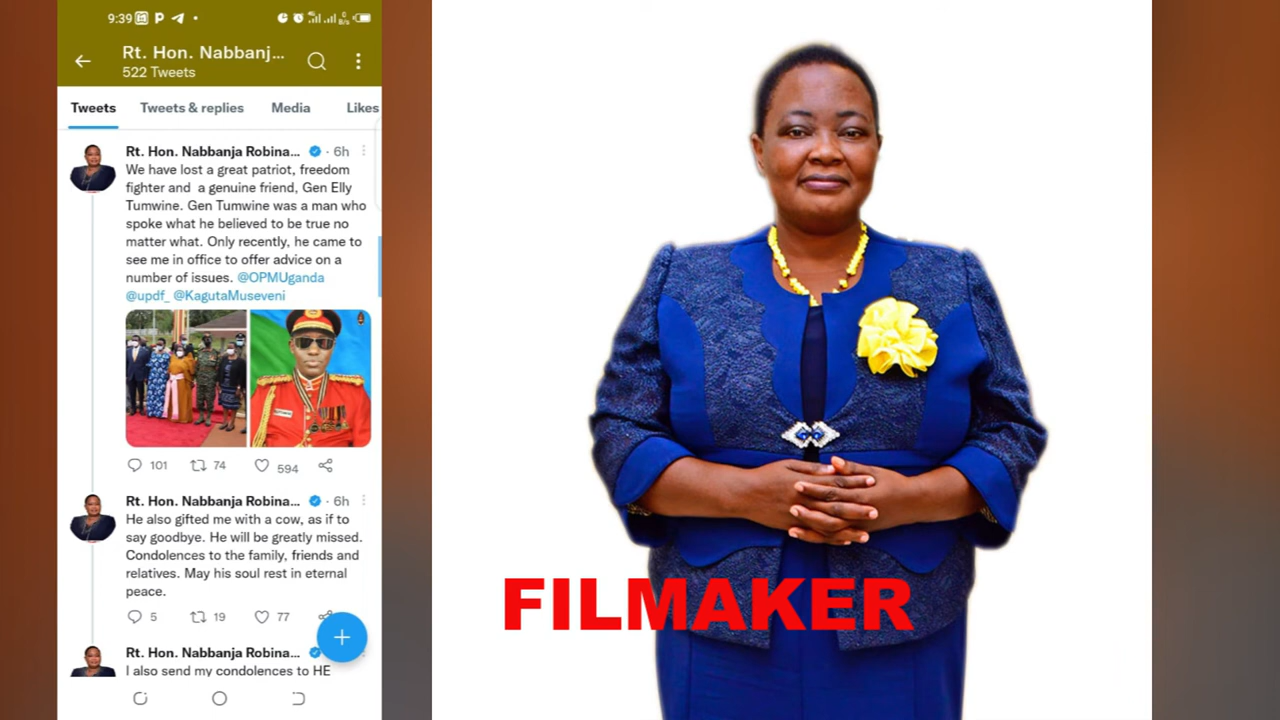 9:39
Rt. Hon. Nabbanj...
522 Tweets
Tweets Tweets & replies Media Likes
Rt. Hon. Nabbanja Robina... · 6h
We have lost a great patriot, freedom
fighter and a genuine friend, Gen Elly
Tumwine. Gen Tumwine was a man who
spoke what he believed to be true no
matter what. Only recently, he came to
see me in office to offer advice on a
number of issues. @OPMUganda
@updf_ @KagutaMuseveni
101 74 594
Rt. Hon. Nabbanja Robina... · 6h
He also gifted me with a cow, as if to
say goodbye. He will be greatly missed.
Condolences to the family, friends and
relatives. May his soul rest in eternal
peace.
5 19 77
Rt. Hon. Nabbanja Robina...
I also send my condolences to HE
FILMAKER